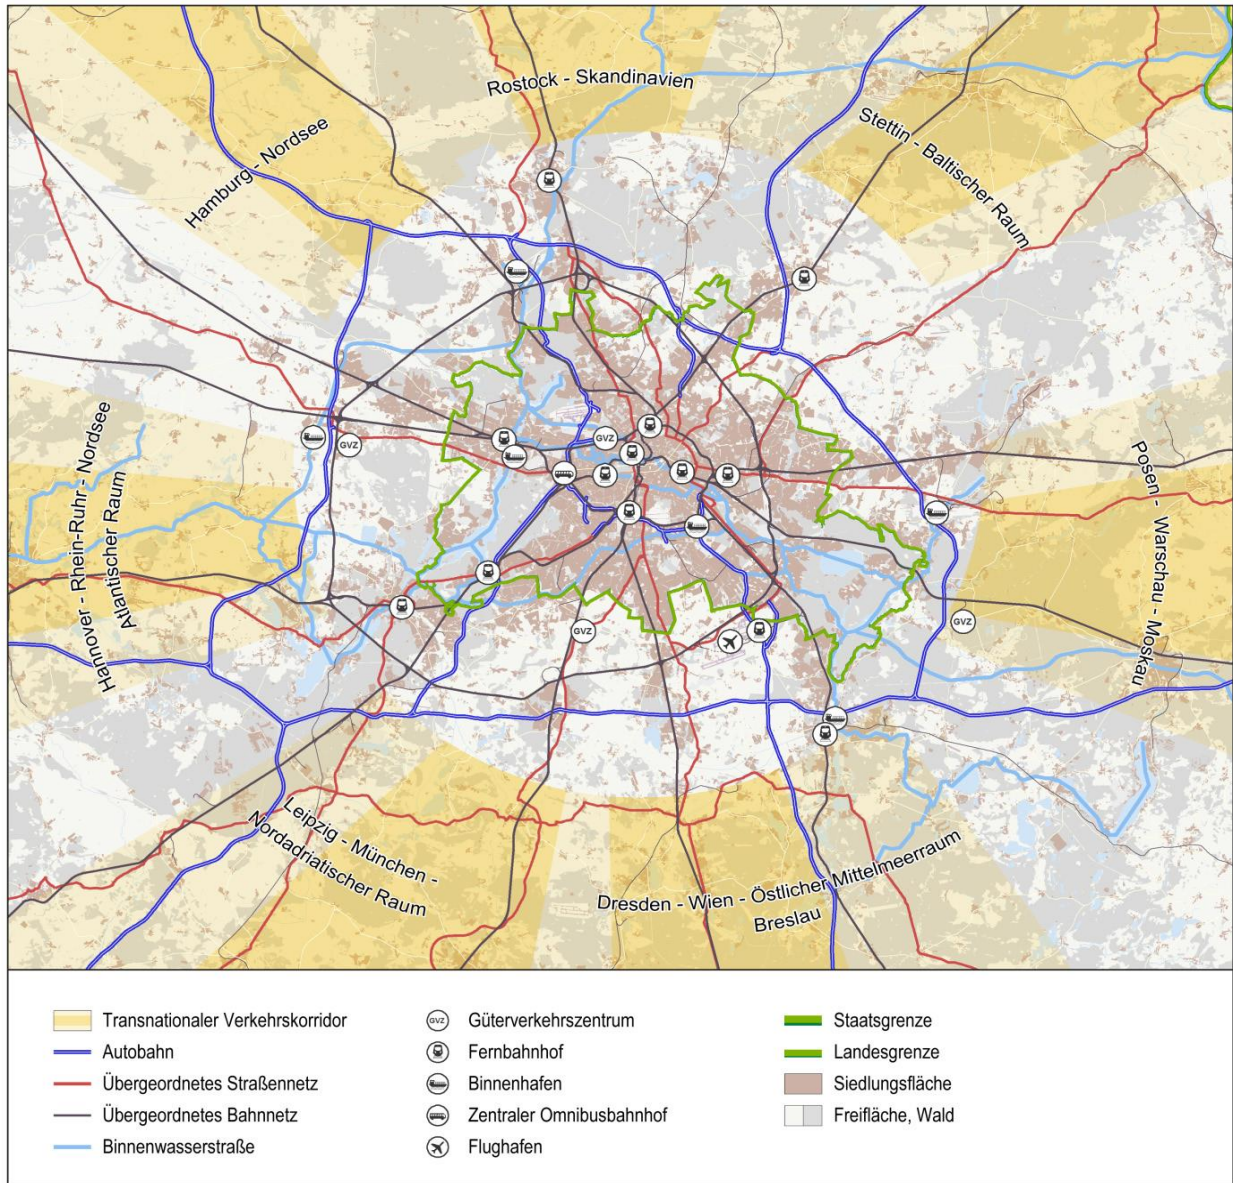 Rostock - Skandinavien
Hamburg - Nordsee
Stettin - Baltischer Raum
Hannover - Rhein-Ruhr - Nordsee
Atlantischer Raum
GVZ
GVZ
Posen - Warschau - Moskau
GVZ
GVZ
Leipzig - München -
Nordadriatischer Raum
Dresden - Wien - Östlicher Mittelmeerraum
Breslau
Transnationaler Verkehrskorridor
Autobahn
Übergeordnetes Straßennetz
Übergeordnetes Bahnnetz
Binnenwasserstraße
GVZ Güterverkehrszentrum
Fernbahnhof
Binnenhafen
Zentraler Omnibusbahnhof
Flughafen
Staatsgrenze
Landesgrenze
Siedlungsfläche
Freifläche, Wald